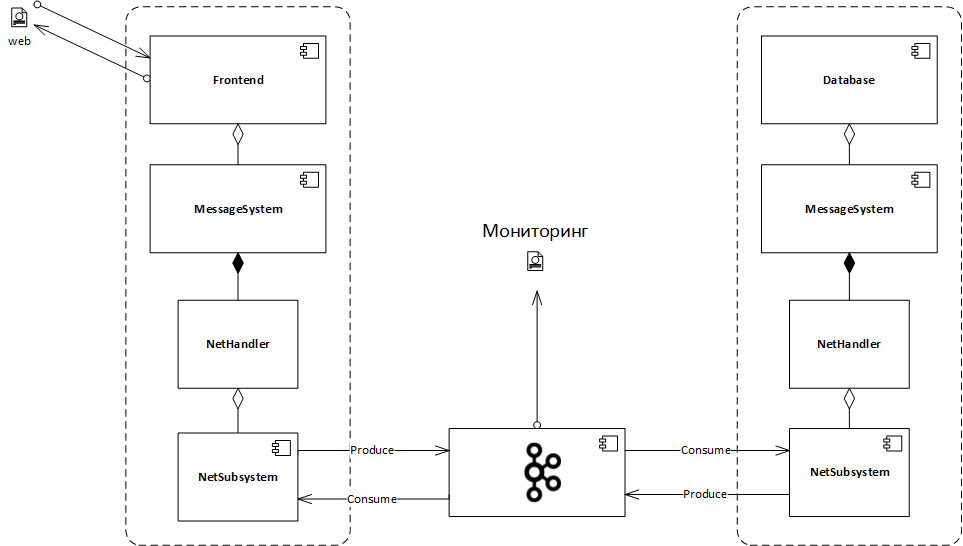 web
Frontend
Database
MessageSystem
MessageSystem
Мониторинг
NetHandler
NetHandler
Produce
Consume
NetSubsystem
NetSubsystem
Consume
Produce